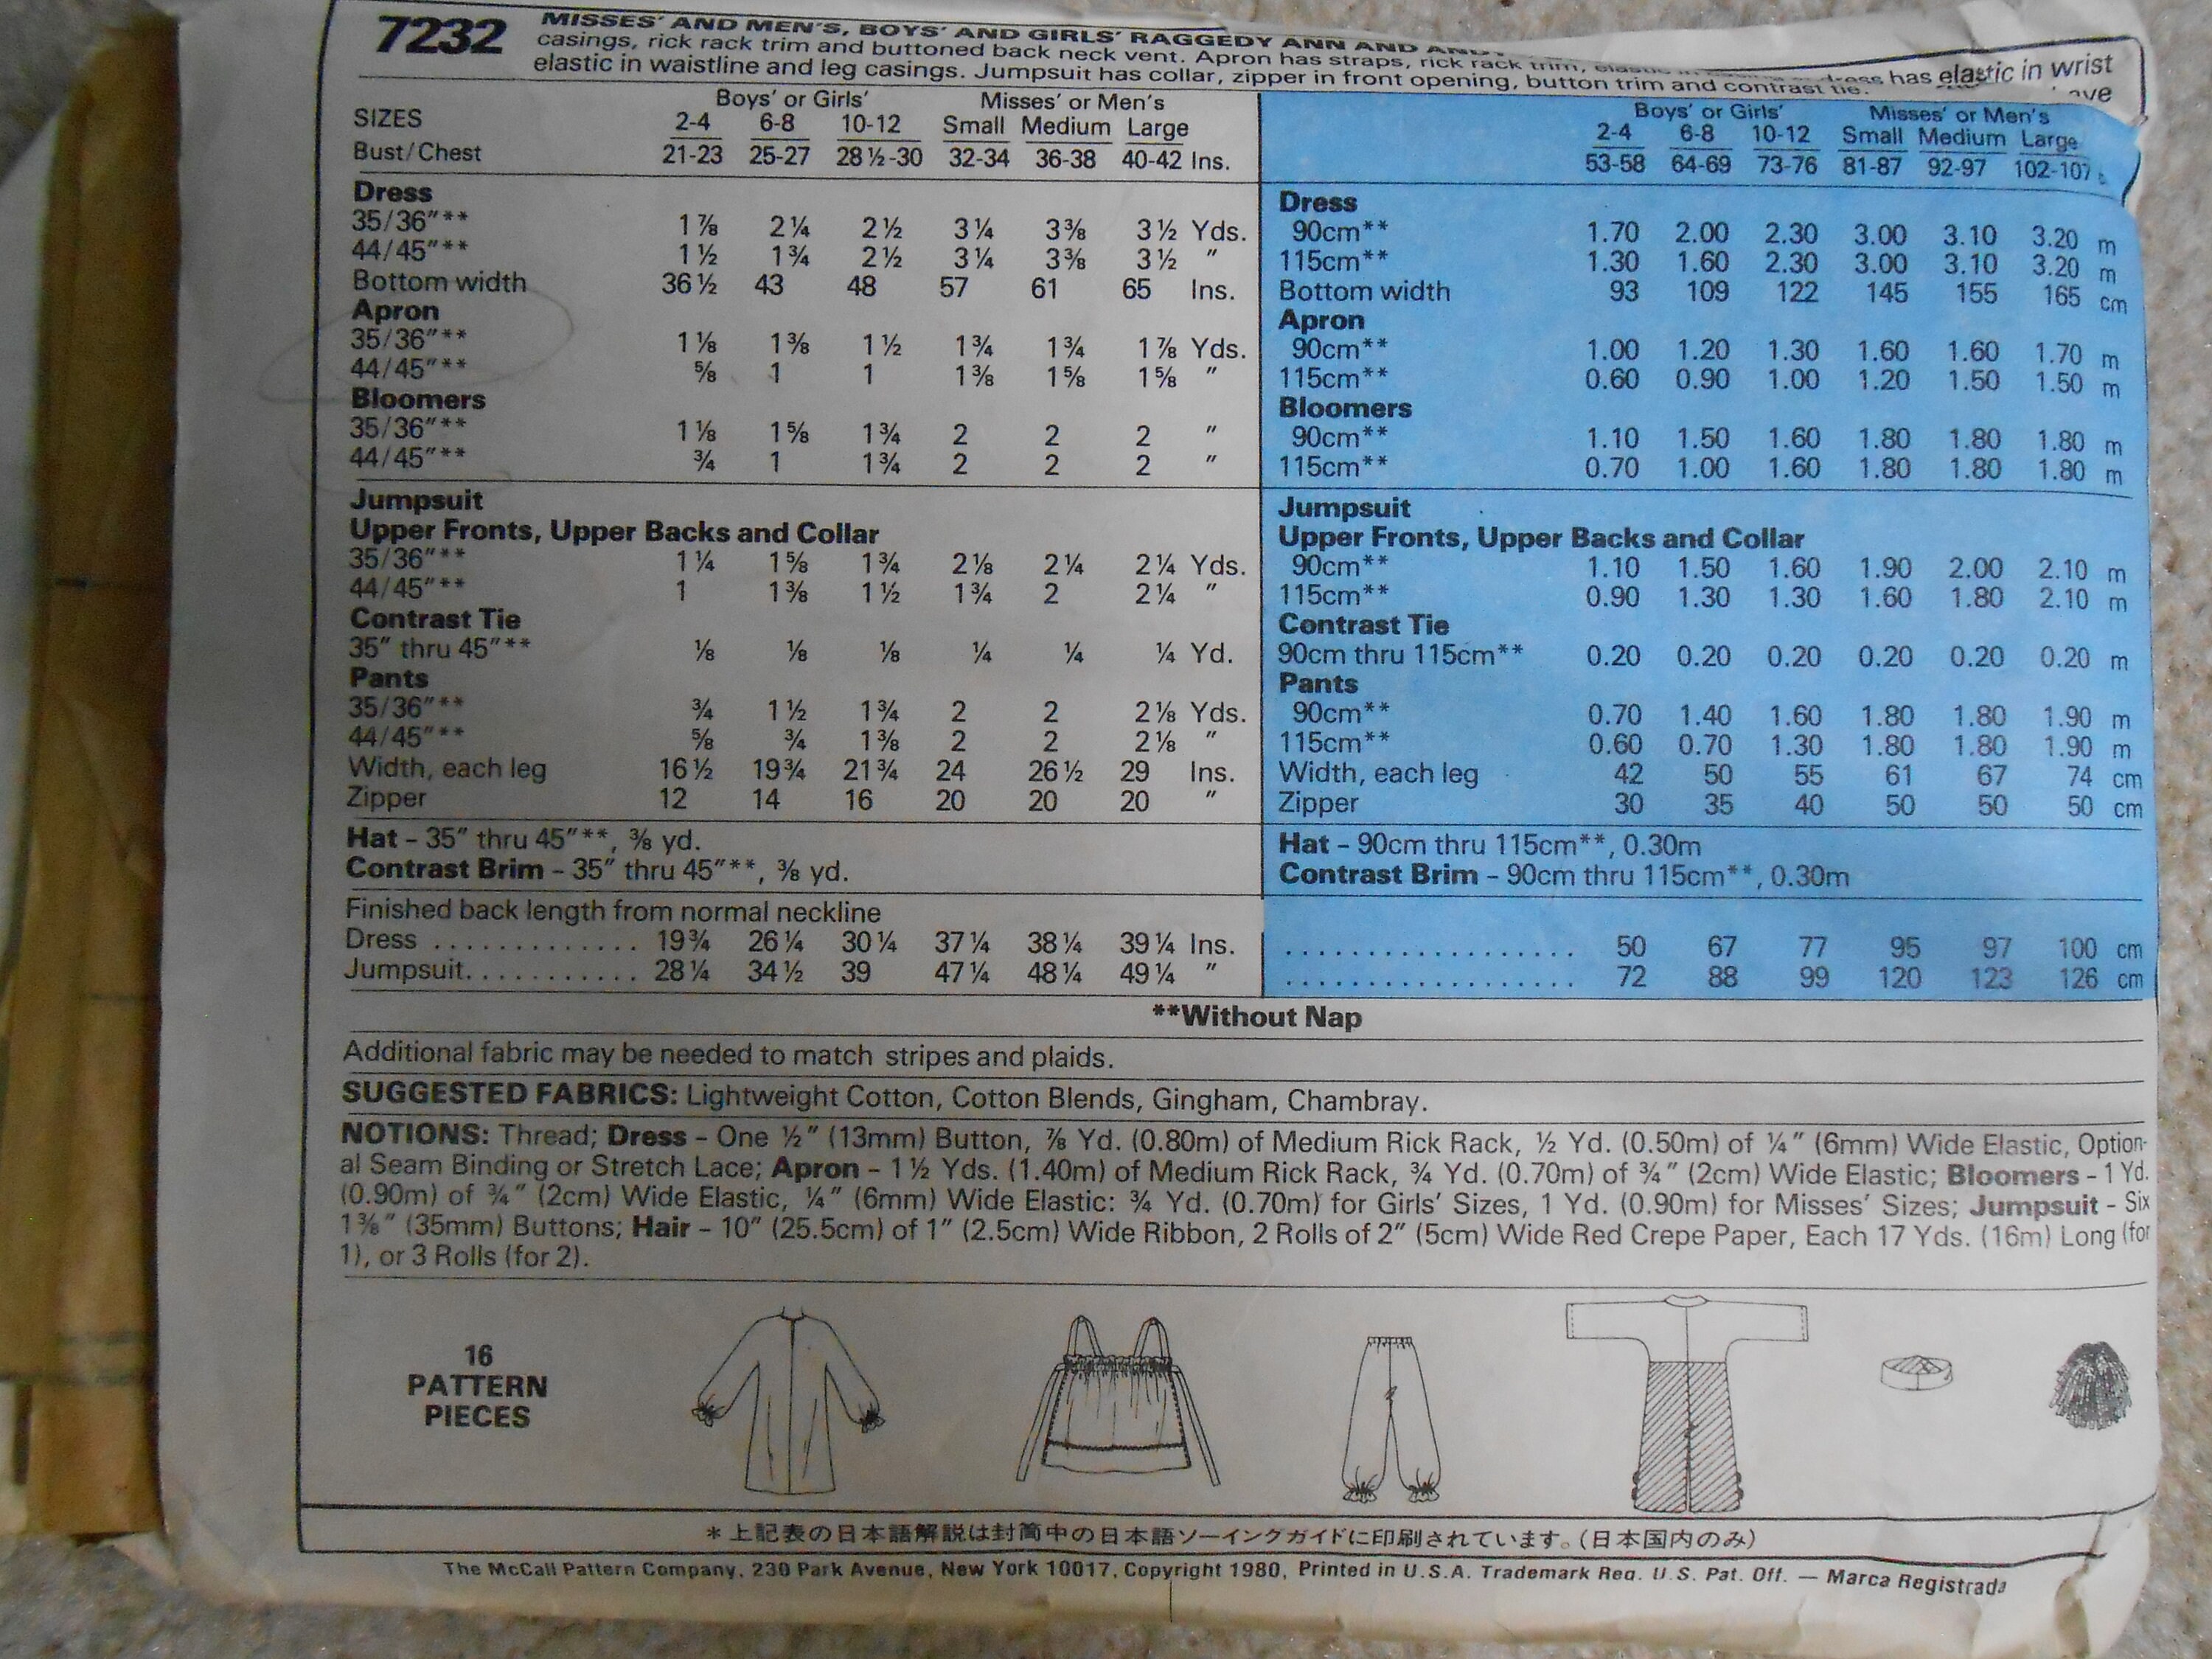 7232 MISSES' AND MEN'S, BOYS' AND GIRLS' RAGGEDY ANN AND
casings, rick rack trim and buttoned back neck vent. Apron has straps, rick rack trim, has elastic in wrist
elastic in waistline and leg casings. Jumpsuit has collar, zipper in front opening, button trim and contrast tie.
Boys' or Girls' Misses' or Men's
SIZES 2-4 6-8 10-12 Small Medium Large
Bust/Chest 21-23 25-27 28½-30 32-34 36-38 40-42 Ins.
Dress
35/36"** 1⅞ 2¼ 2½ 3¼ 3⅜ 3½ Yds.
44/45"** 1½ 1¾ 2½ 3¼ 3⅜ 3½ "
Bottom width 36½ 43 48 57 61 65 Ins.
Apron
35/36"** 1⅛ 1⅜ 1½ 1¾ 1¾ 1⅞ Yds.
44/45"** ⅝ 1 1 1⅜ 1⅝ 1⅝ "
Bloomers
35/36"** 1⅛ 1⅝ 1¾ 2 2 2 "
44/45"** ¾ 1 1¾ 2 2 2 "
Jumpsuit
Upper Fronts, Upper Backs and Collar
35/36"** 1¼ 1⅝ 1¾ 2⅛ 2¼ 2¼ Yds.
44/45"** 1 1⅜ 1½ 1¾ 2 2¼ "
Contrast Tie
35" thru 45"** ⅛ ⅛ ⅛ ¼ ¼ ¼ Yd.
Pants
35/36"** ¾ 1½ 1¾ 2 2 2⅛ Yds.
44/45"** ⅝ ¾ 1⅜ 2 2 2⅛ "
Width, each leg 16½ 19¾ 21¾ 24 26½ 29 Ins.
Zipper 12 14 16 20 20 20 "
Hat – 35" thru 45"**, ⅜ yd.
Contrast Brim – 35" thru 45"**, ⅜ yd.
Finished back length from normal neckline
Dress ............. 19¾ 26¼ 30¼ 37¼ 38¼ 39¼ Ins.
Jumpsuit........... 28¼ 34½ 39 47¼ 48¼ 49¼ "
Boys' or Girls' Misses' or Men's
2-4 6-8 10-12 Small Medium Large
53-58 64-69 73-76 81-87 92-97 102-107
Dress
90cm** 1.70 2.00 2.30 3.00 3.10 3.20 m
115cm** 1.30 1.60 2.30 3.00 3.10 3.20 m
Bottom width 93 109 122 145 155 165 cm
Apron
90cm** 1.00 1.20 1.30 1.60 1.60 1.70 m
115cm** 0.60 0.90 1.00 1.20 1.50 1.50 m
Bloomers
90cm** 1.10 1.50 1.60 1.80 1.80 1.80 m
115cm** 0.70 1.00 1.60 1.80 1.80 1.80 m
Jumpsuit
Upper Fronts, Upper Backs and Collar
90cm** 1.10 1.50 1.60 1.90 2.00 2.10 m
115cm** 0.90 1.30 1.30 1.60 1.80 2.10 m
Contrast Tie
90cm thru 115cm** 0.20 0.20 0.20 0.20 0.20 0.20 m
Pants
90cm** 0.70 1.40 1.60 1.80 1.80 1.90 m
115cm** 0.60 0.70 1.30 1.80 1.80 1.90 m
Width, each leg 42 50 55 61 67 74 cm
Zipper 30 35 40 50 50 50 cm
Hat – 90cm thru 115cm**, 0.30m
Contrast Brim – 90cm thru 115cm**, 0.30m
.................. 50 67 77 95 97 100 cm
.................. 72 88 99 120 123 126 cm
**Without Nap
Additional fabric may be needed to match stripes and plaids.
SUGGESTED FABRICS: Lightweight Cotton, Cotton Blends, Gingham, Chambray.
NOTIONS: Thread; Dress – One ½" (13mm) Button, ⅞ Yd. (0.80m) of Medium Rick Rack, ½ Yd. (0.50m) of ¼" (6mm) Wide Elastic, Option-
al Seam Binding or Stretch Lace; Apron – 1½ Yds. (1.40m) of Medium Rick Rack, ¾ Yd. (0.70m) of ¾" (2cm) Wide Elastic; Bloomers – 1 Yd.
(0.90m) of ¾" (2cm) Wide Elastic, ¼" (6mm) Wide Elastic: ¾ Yd. (0.70m) for Girls' Sizes, 1 Yd. (0.90m) for Misses' Sizes; Jumpsuit – Six
1⅜" (35mm) Buttons; Hair – 10" (25.5cm) of 1" (2.5cm) Wide Ribbon, 2 Rolls of 2" (5cm) Wide Red Crepe Paper, Each 17 Yds. (16m) Long (for
1), or 3 Rolls (for 2).
16
PATTERN
PIECES
*上記表の日本語解説は封筒中の日本語ソーイングガイドに印刷されています。(日本国内のみ)
The McCall Pattern Company, 230 Park Avenue, New York 10017, Copyright 1980, Printed in U.S.A. Trademark Reg. U.S. Pat. Off. — Marca Registrada